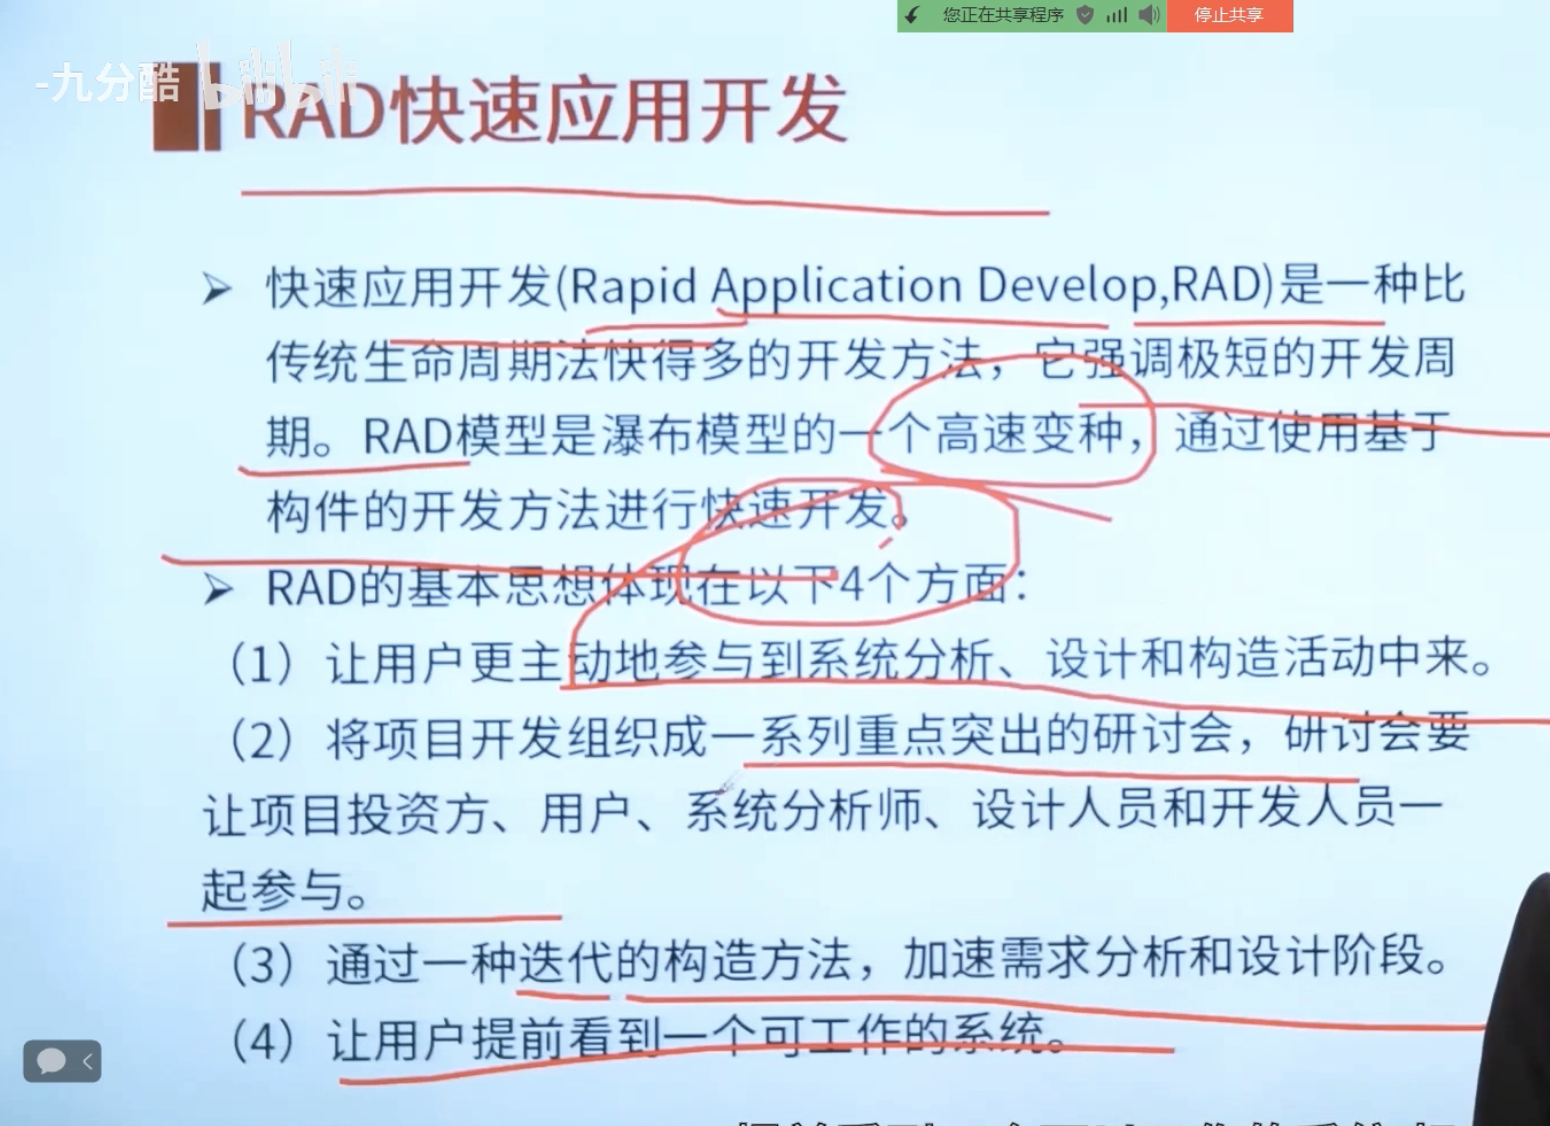 您正在共享程序 停止共享
-九分酷 bilibili
RAD快速应用开发
快速应用开发(Rapid Application Develop,RAD)是一种比
传统生命周期法快得多的开发方法，它强调极短的开发周
期。RAD模型是瀑布模型的一个高速变种，通过使用基于
构件的开发方法进行快速开发。
RAD的基本思想体现在以下4个方面：
（1）让用户更主动地参与到系统分析、设计和构造活动中来。
（2）将项目开发组织成一系列重点突出的研讨会，研讨会要
让项目投资方、用户、系统分析师、设计人员和开发人员一
起参与。
（3）通过一种迭代的构造方法，加速需求分析和设计阶段。
（4）让用户提前看到一个可工作的系统。